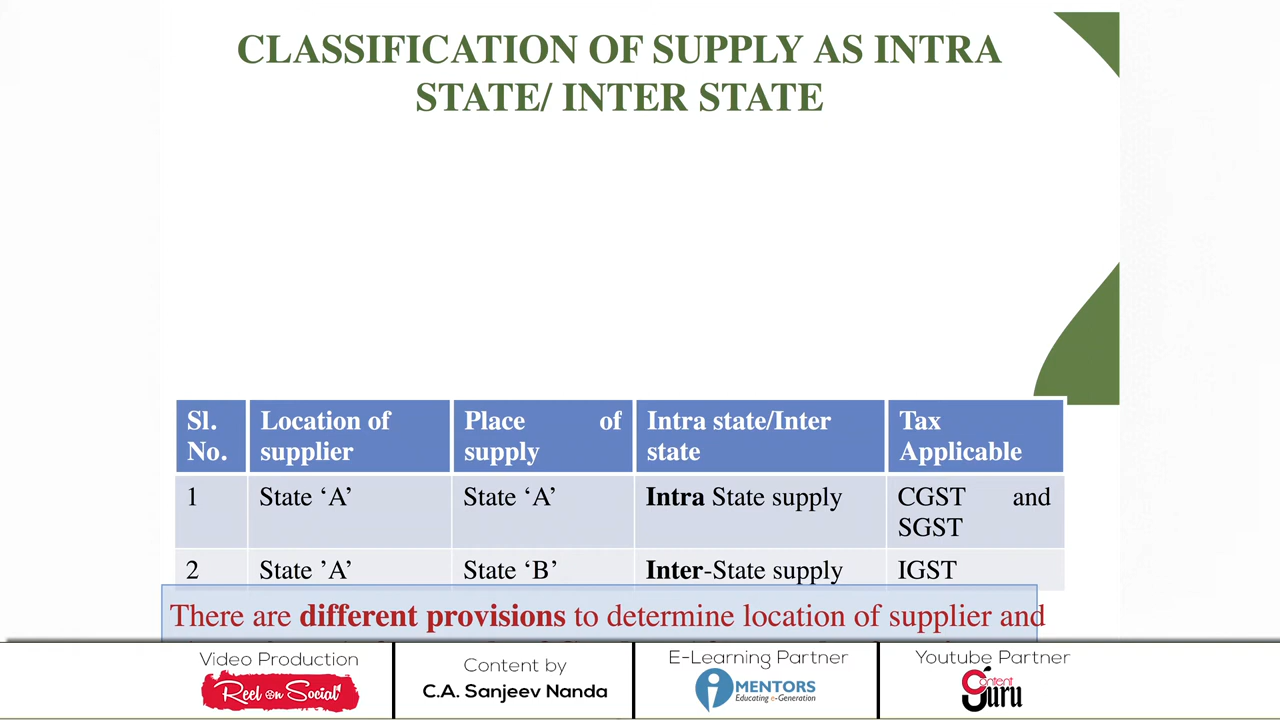 CLASSIFICATION OF SUPPLY AS INTRA
STATE/ INTER STATE
Sl. No. Location of supplier Place of supply Intra state/Inter state Tax Applicable
1 State ‘A’ State ‘A’ Intra State supply CGST and SGST
2 State ’A’ State ‘B’ Inter-State supply IGST
There are different provisions to determine location of supplier and
Video Production
Reel on Social
Content by
C.A. Sanjeev Nanda
E-Learning Partner
iMENTORS
Educating e-Generation
Youtube Partner
Content Guru